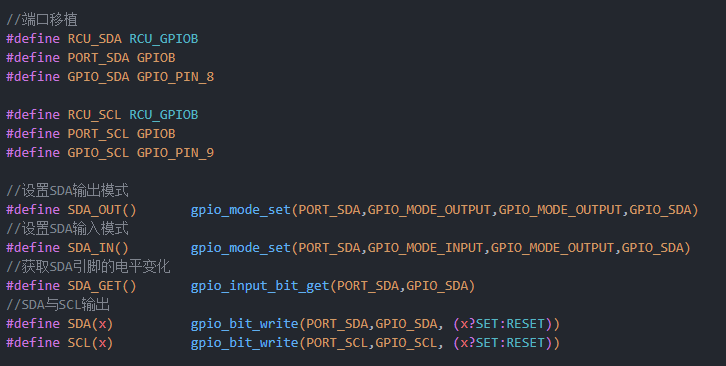 //端口移植
#define RCU_SDA RCU_GPIOB
#define PORT_SDA GPIOB
#define GPIO_SDA GPIO_PIN_8
#define RCU_SCL RCU_GPIOB
#define PORT_SCL GPIOB
#define GPIO_SCL GPIO_PIN_9
//设置SDA输出模式
#define SDA_OUT() gpio_mode_set(PORT_SDA,GPIO_MODE_OUTPUT,GPIO_MODE_OUTPUT,GPIO_SDA)
//设置SDA输入模式
#define SDA_IN() gpio_mode_set(PORT_SDA,GPIO_MODE_INPUT,GPIO_MODE_OUTPUT,GPIO_SDA)
//获取SDA引脚的电平变化
#define SDA_GET() gpio_input_bit_get(PORT_SDA,GPIO_SDA)
//SDA与SCL输出
#define SDA(x) gpio_bit_write(PORT_SDA,GPIO_SDA, (x?SET:RESET))
#define SCL(x) gpio_bit_write(PORT_SCL,GPIO_SCL, (x?SET:RESET))